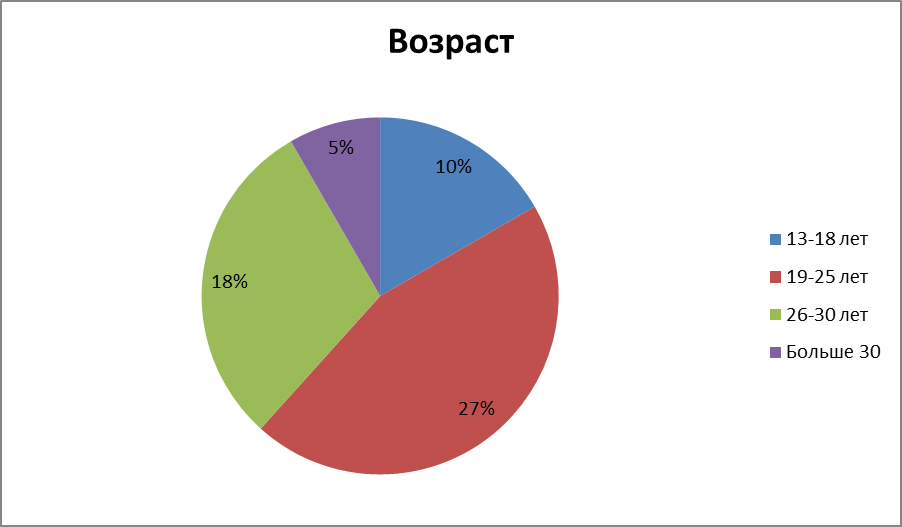 Возраст
5%
10%
18%
27%
13-18 лет
19-25 лет
26-30 лет
Больше 30